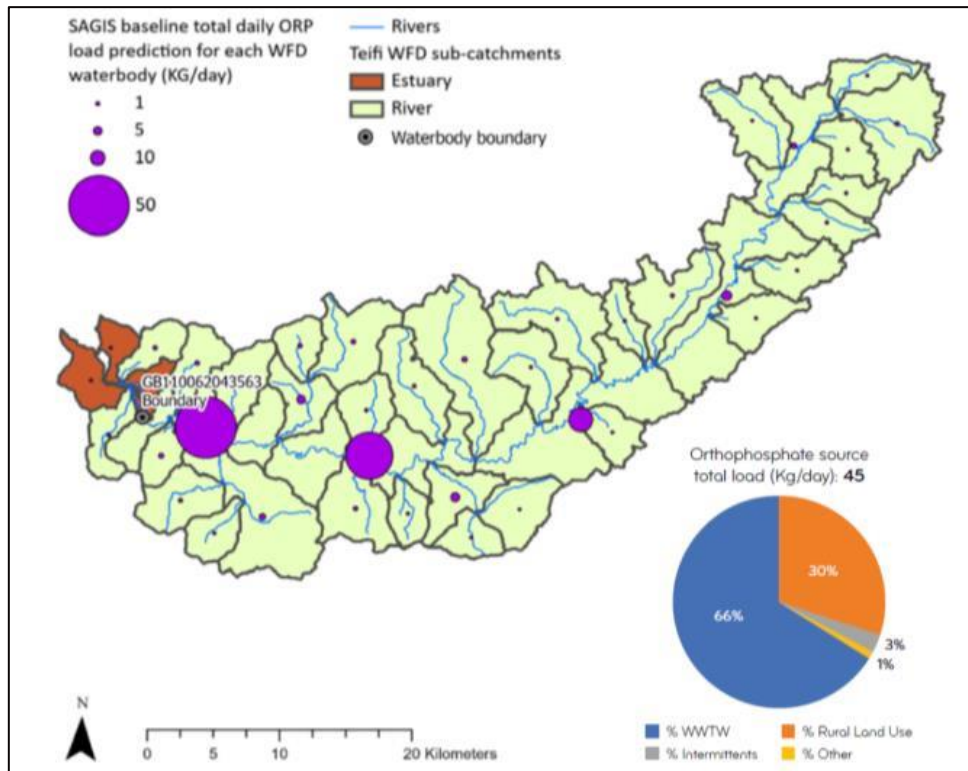 SAGIS baseline total daily ORP
load prediction for each WFD
waterbody (KG/day)
1
5
10
50
Rivers
Teifi WFD sub-catchments
Estuary
River
Waterbody boundary
GB110062043563
Boundary
Orthophosphate source
total load (Kg/day): 45
30%
66%
3%
1%
% WWTW
% Rural Land Use
% Intermittents
% Other
N
0 5 10 20 Kilometers